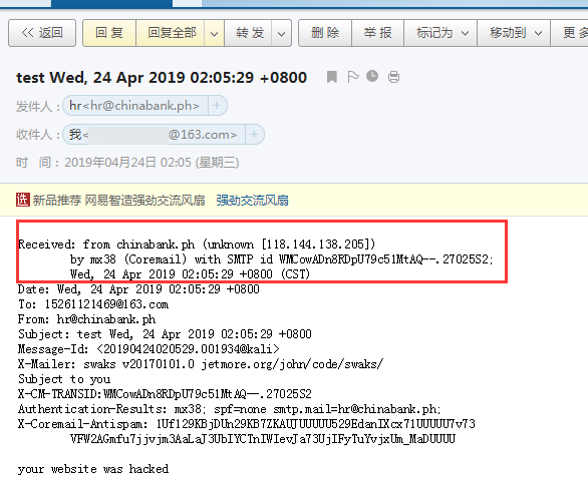 << 返回 回 复 回复全部 转 发 删 除 举 报 标记为 移动到 更多
test Wed, 24 Apr 2019 02:05:29 +0800
发件人： hr<hr@chinabank.ph> +
收件人： 我< @163.com> +
时 间： 2019年04月24日 02:05 (星期三)
选 新品推荐 网易智造强劲交流风扇 强劲交流风扇
Received: from chinabank.ph (unknown [118.144.138.205])
by mx38 (Coremail) with SMTP id WMCowADn8RDpU79c51MtAQ--.27025S2;
Wed, 24 Apr 2019 02:05:29 +0800 (CST)
Date: Wed, 24 Apr 2019 02:05:29 +0800
To: 15261121469@163.com
From: hr@chinabank.ph
Subject: test Wed, 24 Apr 2019 02:05:29 +0800
Message-Id: <20190424020529.001934@kali>
X-Mailer: swaks v20170101.0 jetmore.org/john/code/swaks/
Subject to you
X-CM-TRANSID:WMCowADn8RDpU79c51MtAQ--.27025S2
Authentication-Results: mx38; spf=none smtp.mail=hr@chinabank.ph;
X-Coremail-Antispam: 1Uf129KBjDUn29KB7ZKAUJUUUUU529EdanIXcx71UUUUU7v73
VFW2AGmfu7jjvjm3AaLaJ3UbIYCTnIWIevJa73UjIFyTuYvjxUm_MaDUUUU
your website was hacked